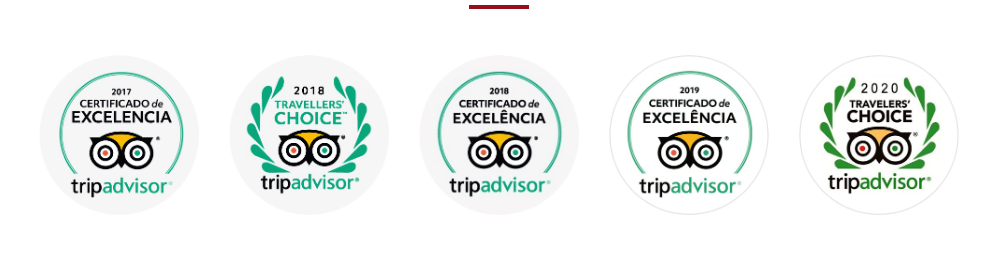 2017
CERTIFICADO de
EXCELENCIA
tripadvisor®
2018
TRAVELLERS'
CHOICE™
tripadvisor®
2018
CERTIFICADO de
EXCELÊNCIA
tripadvisor®
2019
CERTIFICADO de
EXCELÊNCIA
tripadvisor®
2020
TRAVELERS'
CHOICE
tripadvisor®